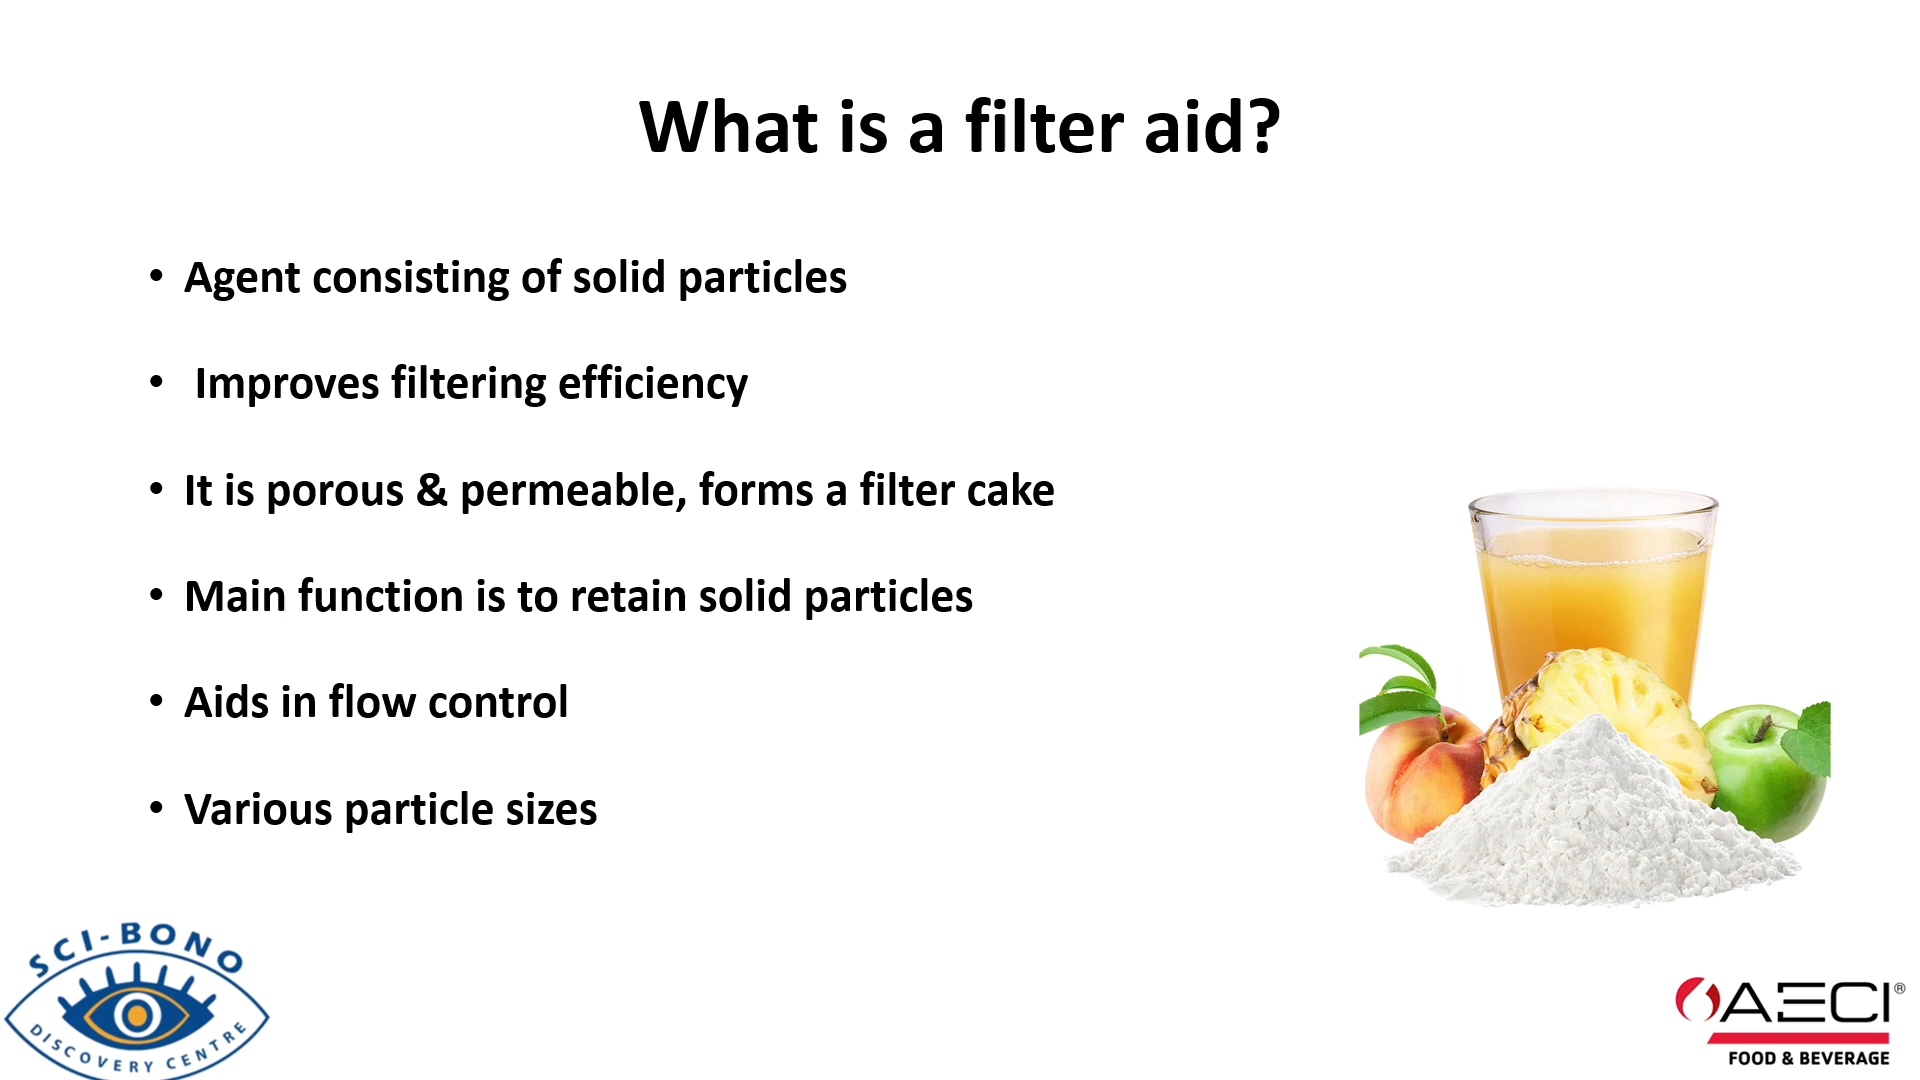 What is a filter aid?
• Agent consisting of solid particles
• Improves filtering efficiency
• It is porous & permeable, forms a filter cake
• Main function is to retain solid particles
• Aids in flow control
• Various particle sizes
SCI-BONO
DISCOVERY CENTRE
AECI®
FOOD & BEVERAGE